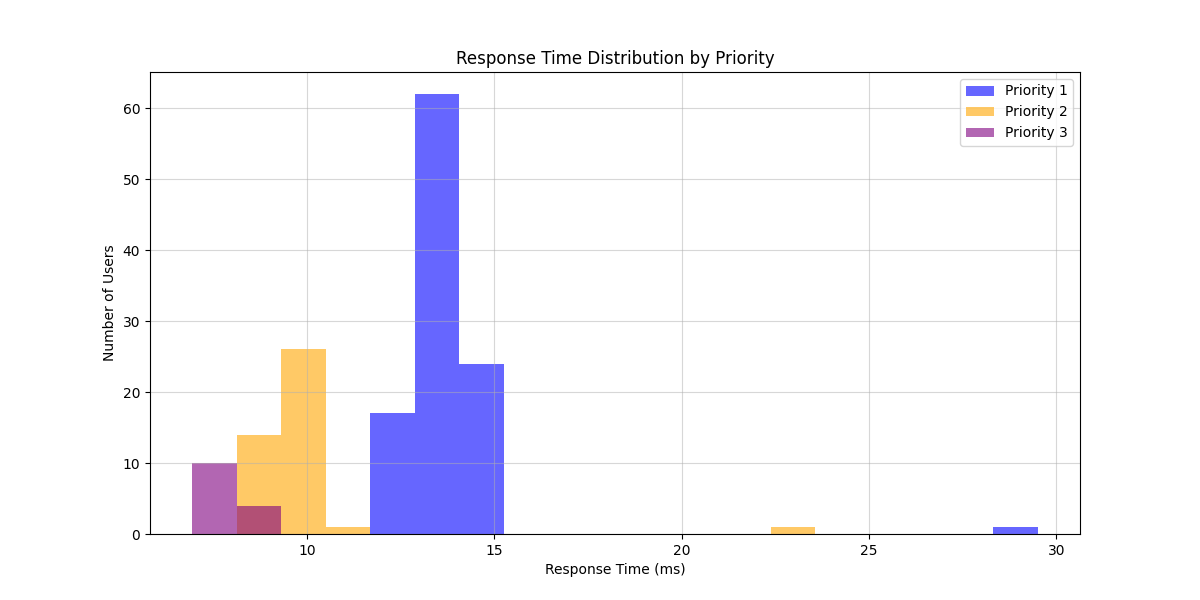 Response Time Distribution by Priority
Priority 1
Priority 2
Priority 3
Number of Users
60
50
40
30
20
10
0
10 15 20 25 30
Response Time (ms)